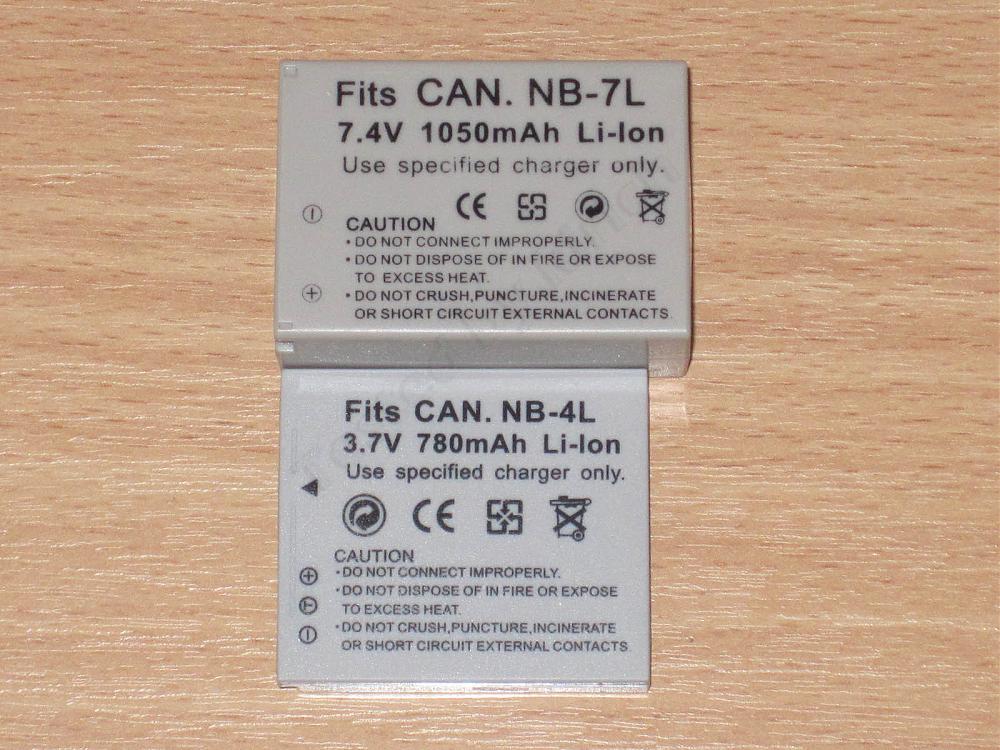 Fits CAN. NB-7L
7.4V 1050mAh Li-Ion
Use specified charger only.
CE
CAUTION
• DO NOT CONNECT IMPROPERLY.
• DO NOT DISPOSE OF IN FIRE OR EXPOSE
TO EXCESS HEAT.
• DO NOT CRUSH,PUNCTURE,INCINERATE
OR SHORT CIRCUIT EXTERNAL CONTACTS
Fits CAN. NB-4L
3.7V 780mAh Li-Ion
Use specified charger only.
CE
CAUTION
• DO NOT CONNECT IMPROPERLY.
• DO NOT DISPOSE OF IN FIRE OR EXPOSE
TO EXCESS HEAT.
• DO NOT CRUSH,PUNCTURE,INCINERATE
OR SHORT CIRCUIT EXTERNAL CONTACTS